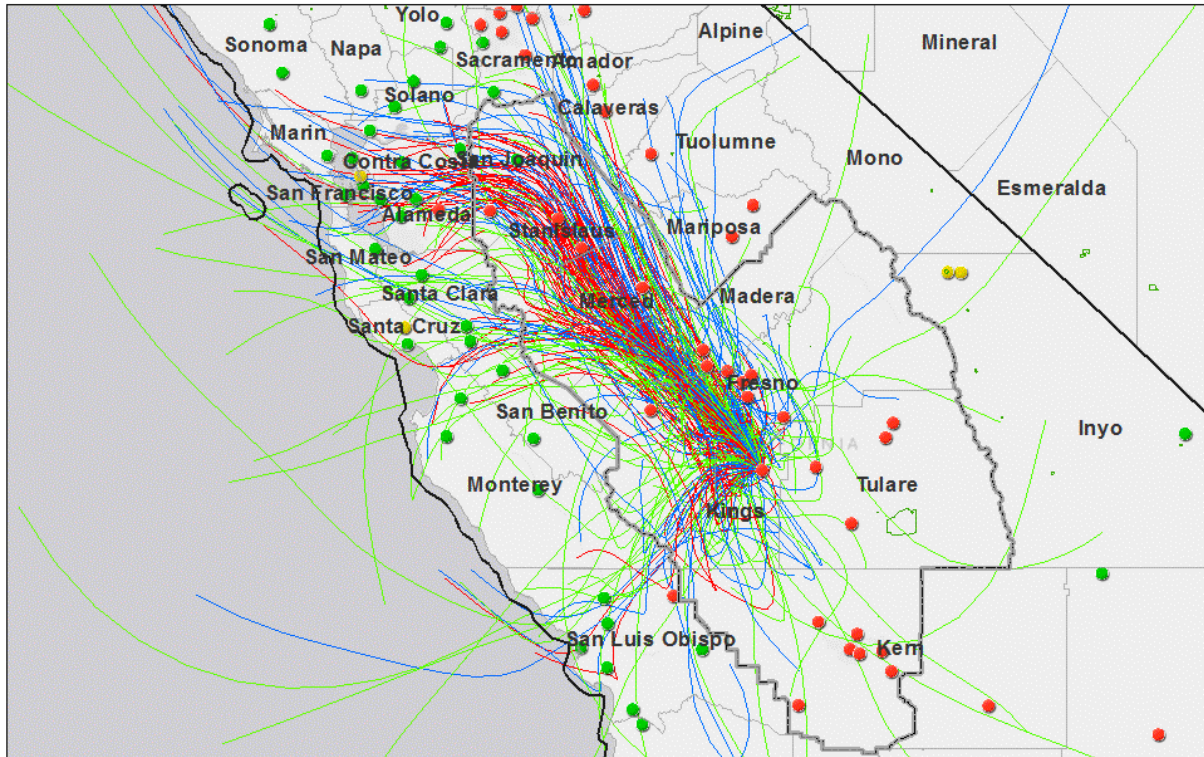 Yolo
Sonoma
Napa
Alpine
Mineral
Sacramento
Amador
Solano
Calaveras
Marin
Tuolumne
Contra Costa
San Joaquin
Mono
Esmeralda
San Francisco
Alameda
Stanislaus
Mariposa
San Mateo
Santa Clara
Merced
Madera
Santa Cruz
Fresno
San Benito
Inyo
Monterey
Tulare
Kings
San Luis Obispo
Kern